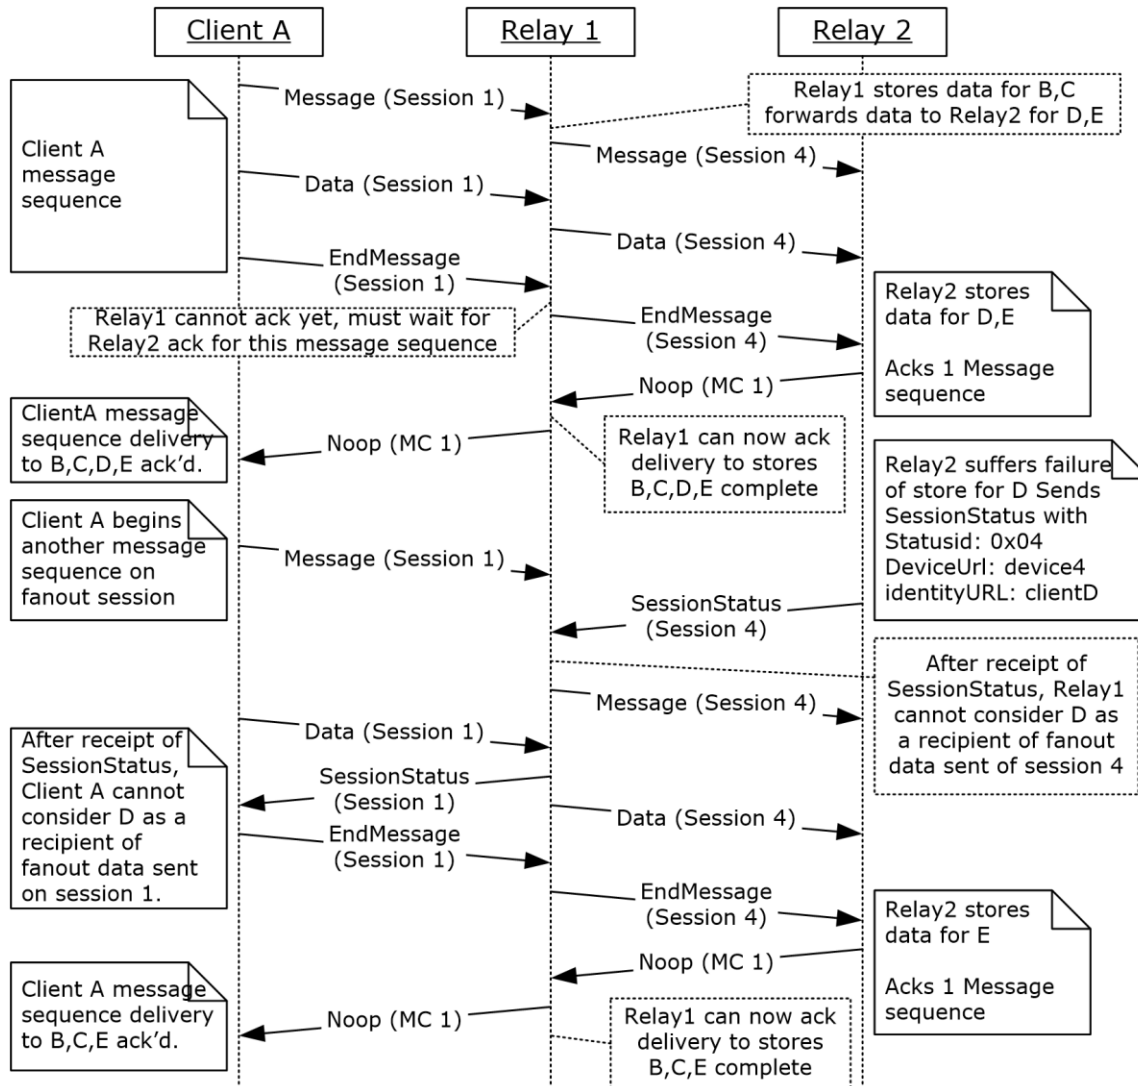 Client A
Relay 1
Relay 2
Message (Session 1)
Relay1 stores data for B,C
forwards data to Relay2 for D,E
Client A
message
sequence
Message (Session 4)
Data (Session 1)
Data (Session 4)
EndMessage
(Session 1)
Relay1 cannot ack yet, must wait for
Relay2 ack for this message sequence
EndMessage
(Session 4)
Relay2 stores
data for D,E
Acks 1 Message
sequence
Noop (MC 1)
ClientA message
sequence delivery
to B,C,D,E ack’d.
Noop (MC 1)
Relay1 can now ack
delivery to stores
B,C,D,E complete
Relay2 suffers failure
of store for D Sends
SessionStatus with
Statusid: 0x04
DeviceUrl: device4
identityURL: clientD
Client A begins
another message
sequence on
fanout session
Message (Session 1)
SessionStatus
(Session 4)
After receipt of
SessionStatus, Relay1
cannot consider D as
a recipient of fanout
data sent of session 4
Message (Session 4)
Data (Session 1)
After receipt of
SessionStatus,
Client A cannot
consider D as a
recipient of
fanout data sent
on session 1.
SessionStatus
(Session 1)
Data (Session 4)
EndMessage
(Session 1)
EndMessage
(Session 4)
Relay2 stores
data for E
Acks 1 Message
sequence
Noop (MC 1)
Client A message
sequence delivery
to B,C,E ack’d.
Noop (MC 1)
Relay1 can now ack
delivery to stores
B,C,E complete